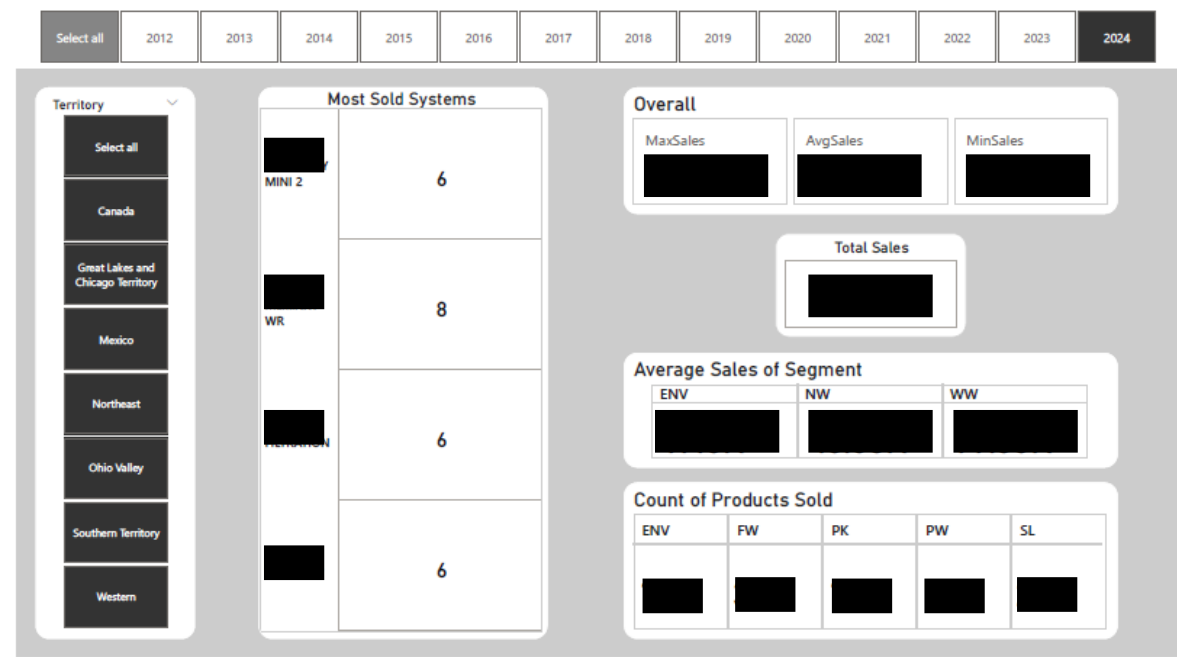 Select all 2012 2013 2014 2015 2016 2017 2018 2019 2020 2021 2022 2023 2024
Territory
Select all
Canada
Great Lakes and
Chicago Territory
Mexico
Northeast
Ohio Valley
Southern Territory
Western
Most Sold Systems
MINI 2
6
WR
8
6
6
Overall
MaxSales AvgSales MinSales
Total Sales
Average Sales of Segment
ENV NW WW
Count of Products Sold
ENV FW PK PW SL